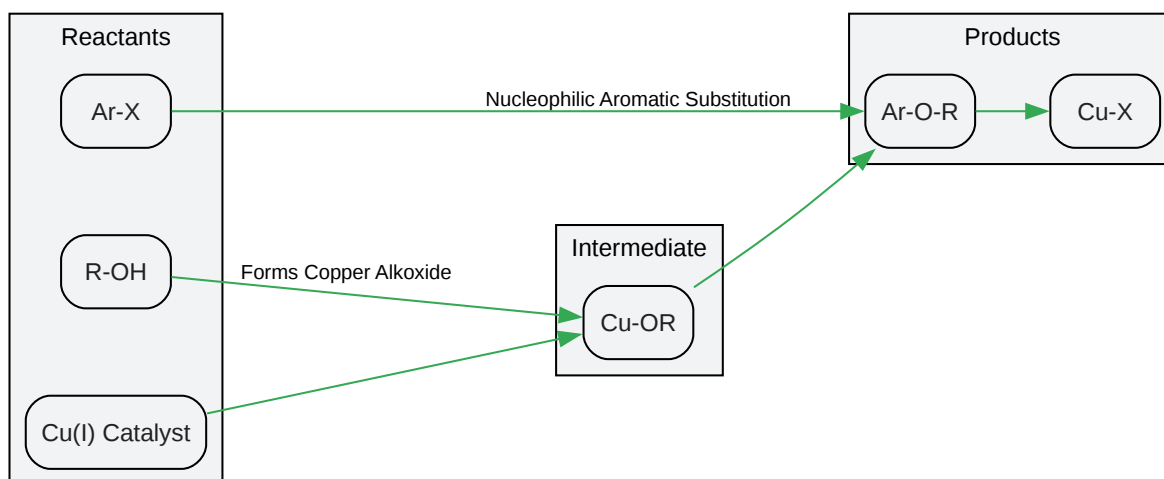 Reactants
Products
Ar-X
Nucleophilic Aromatic Substitution
Ar-O-R
Cu-X
Intermediate
R-OH
Forms Copper Alkoxide
Cu-OR
Cu(I) Catalyst